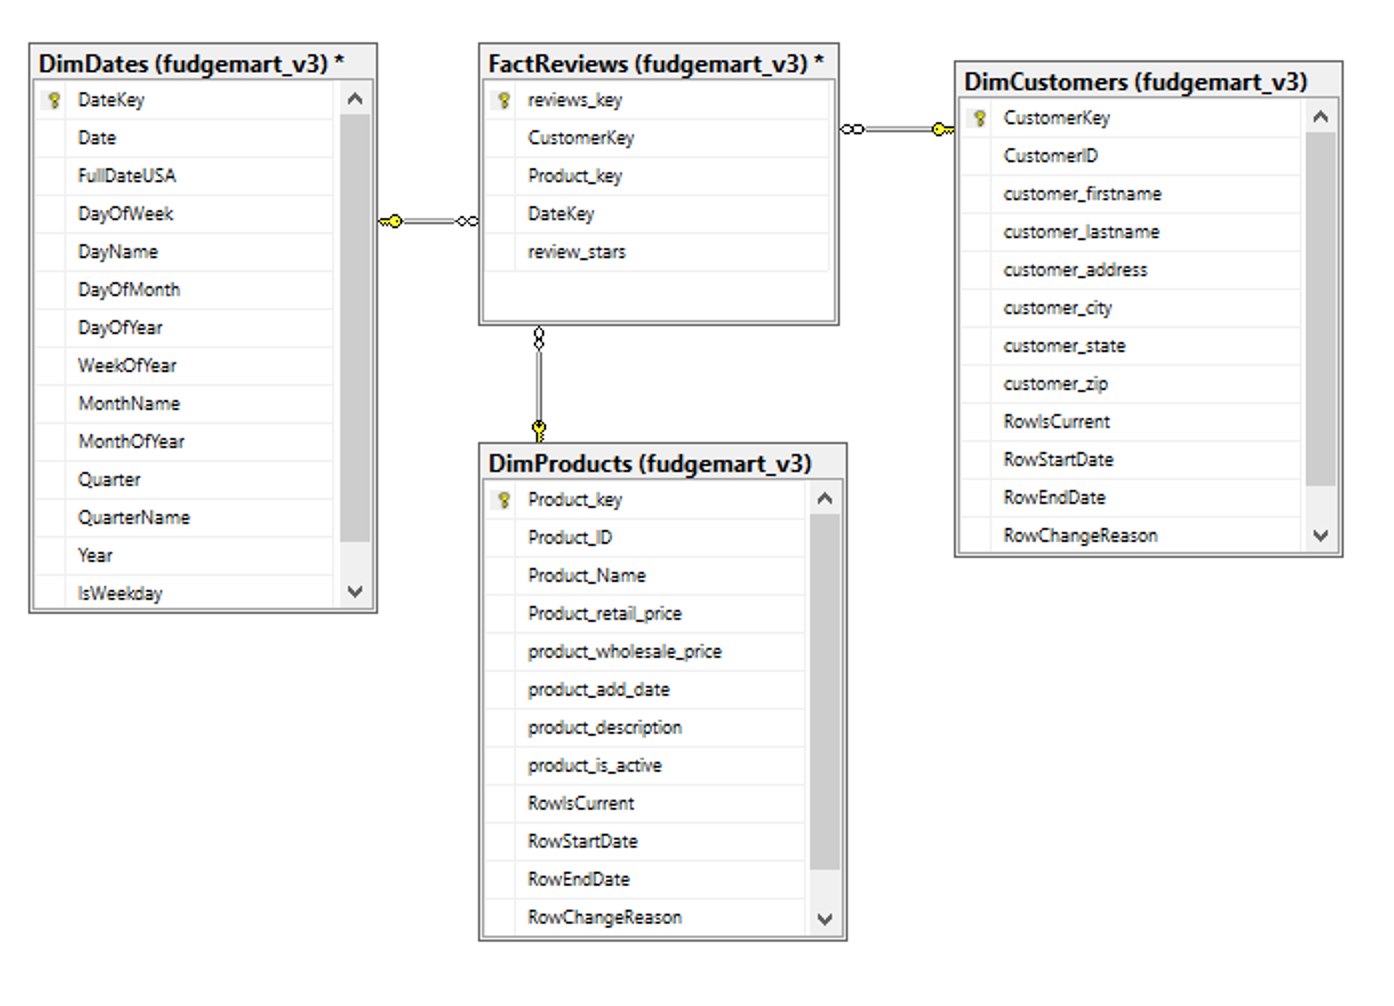 DimDates (fudgemart_v3) *
DateKey
Date
FullDateUSA
DayOfWeek
DayName
DayOfMonth
DayOfYear
WeekOfYear
MonthName
MonthOfYear
Quarter
QuarterName
Year
IsWeekday
FactReviews (fudgemart_v3) *
reviews_key
CustomerKey
Product_key
DateKey
review_stars
DimCustomers (fudgemart_v3)
CustomerKey
CustomerID
customer_firstname
customer_lastname
customer_address
customer_city
customer_state
customer_zip
RowIsCurrent
RowStartDate
RowEndDate
RowChangeReason
DimProducts (fudgemart_v3)
Product_key
Product_ID
Product_Name
Product_retail_price
product_wholesale_price
product_add_date
product_description
product_is_active
RowIsCurrent
RowStartDate
RowEndDate
RowChangeReason